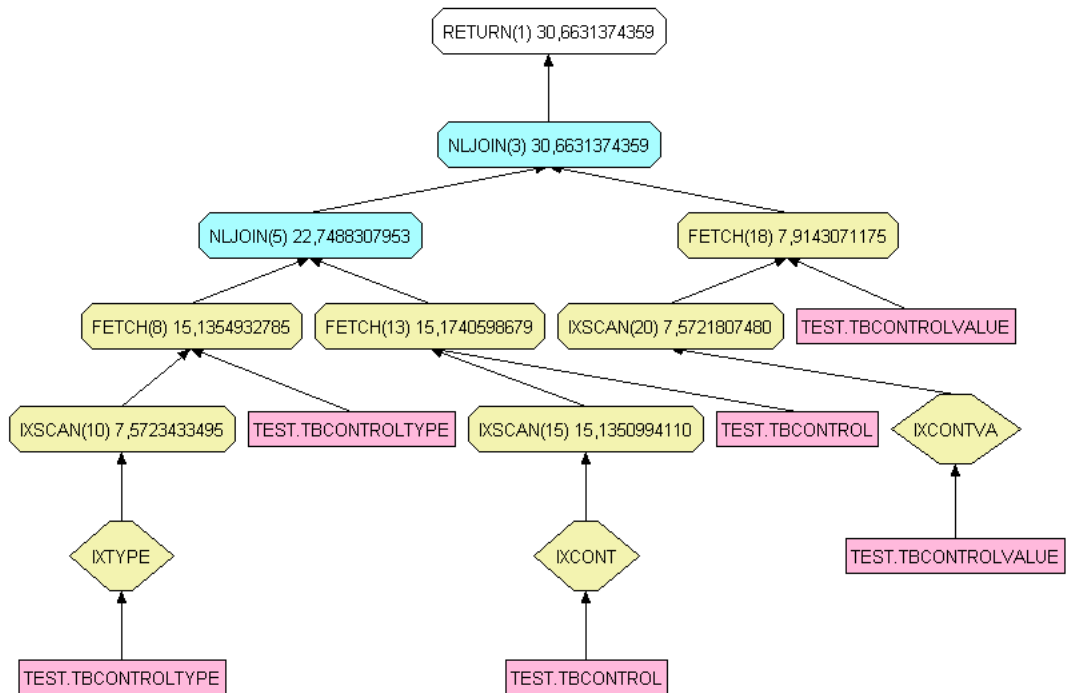 RETURN(1) 30,6631374359
NLJOIN(3) 30,6631374359
NLJOIN(5) 22,7488307953
FETCH(18) 7,9143071175
FETCH(8) 15,1354932785
FETCH(13) 15,1740598679
IXSCAN(20) 7,5721807480
TEST.TBCONTROLVALUE
IXSCAN(10) 7,5723433495
TEST.TBCONTROLTYPE
IXSCAN(15) 15,1350994110
TEST.TBCONTROL
IXCONTVA
IXTYPE
IXCONT
TEST.TBCONTROLVALUE
TEST.TBCONTROLTYPE
TEST.TBCONTROL